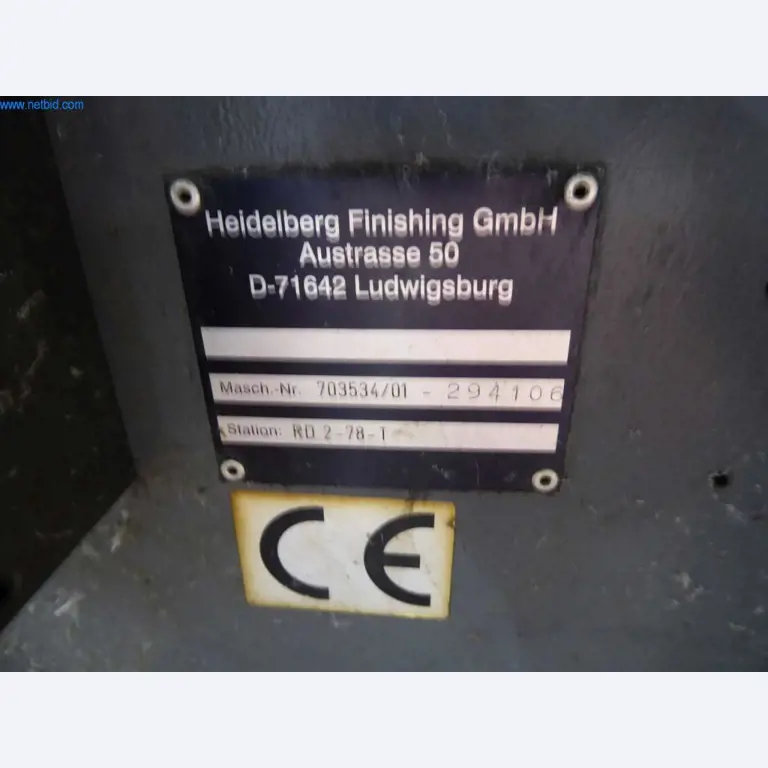 www.netbid.com
Heidelberg Finishing GmbH
Austrasse 50
D-71642 Ludwigsburg
Masch.-Nr. 703534/01 - 294106
Station: RD 2-78-T
CE